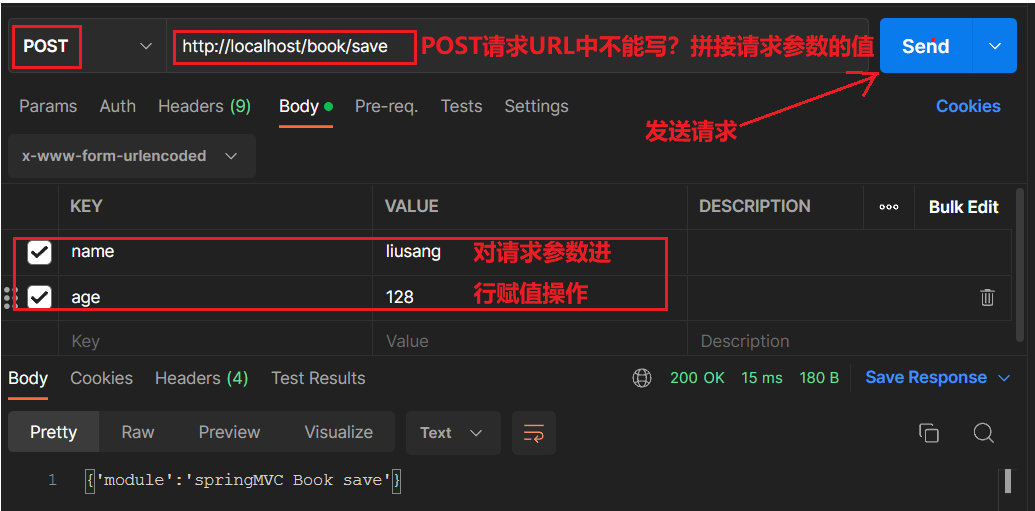 POST http://localhost/book/save POST请求URL中不能写？拼接请求参数的值 Send
Params Auth Headers (9) Body Pre-req. Tests Settings Cookies
发送请求
x-www-form-urlencoded
KEY VALUE DESCRIPTION ooo Bulk Edit
name liusang 对请求参数进
age 128 行赋值操作
Key Value Description
Body Cookies Headers (4) Test Results 200 OK 15 ms 180 B Save Response
Pretty Raw Preview Visualize Text
1 {'module':'springMVC Book save'}